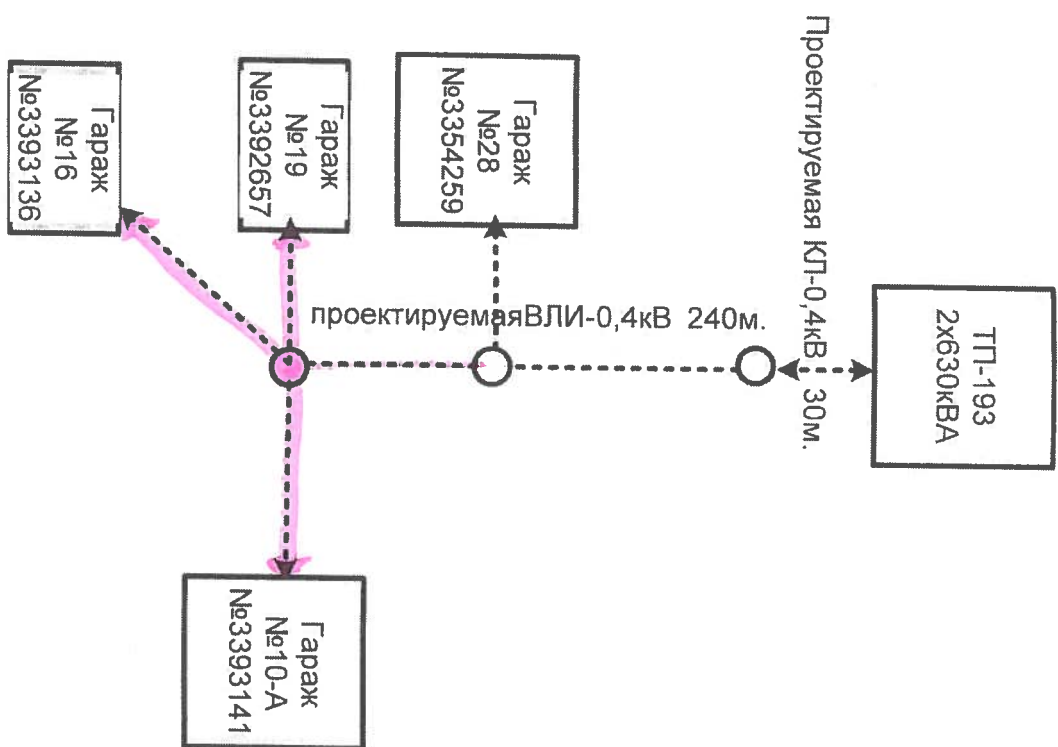 Проектируемая КЛ-0,4кВ 30м.
ТП-193
2х630кВА
проектируемаяВЛИ-0,4кВ 240м.
Гараж
№28
№3354259
Гараж
№19
№3392657
Гараж
№16
№3393136
Гараж
№10-А
№3393141